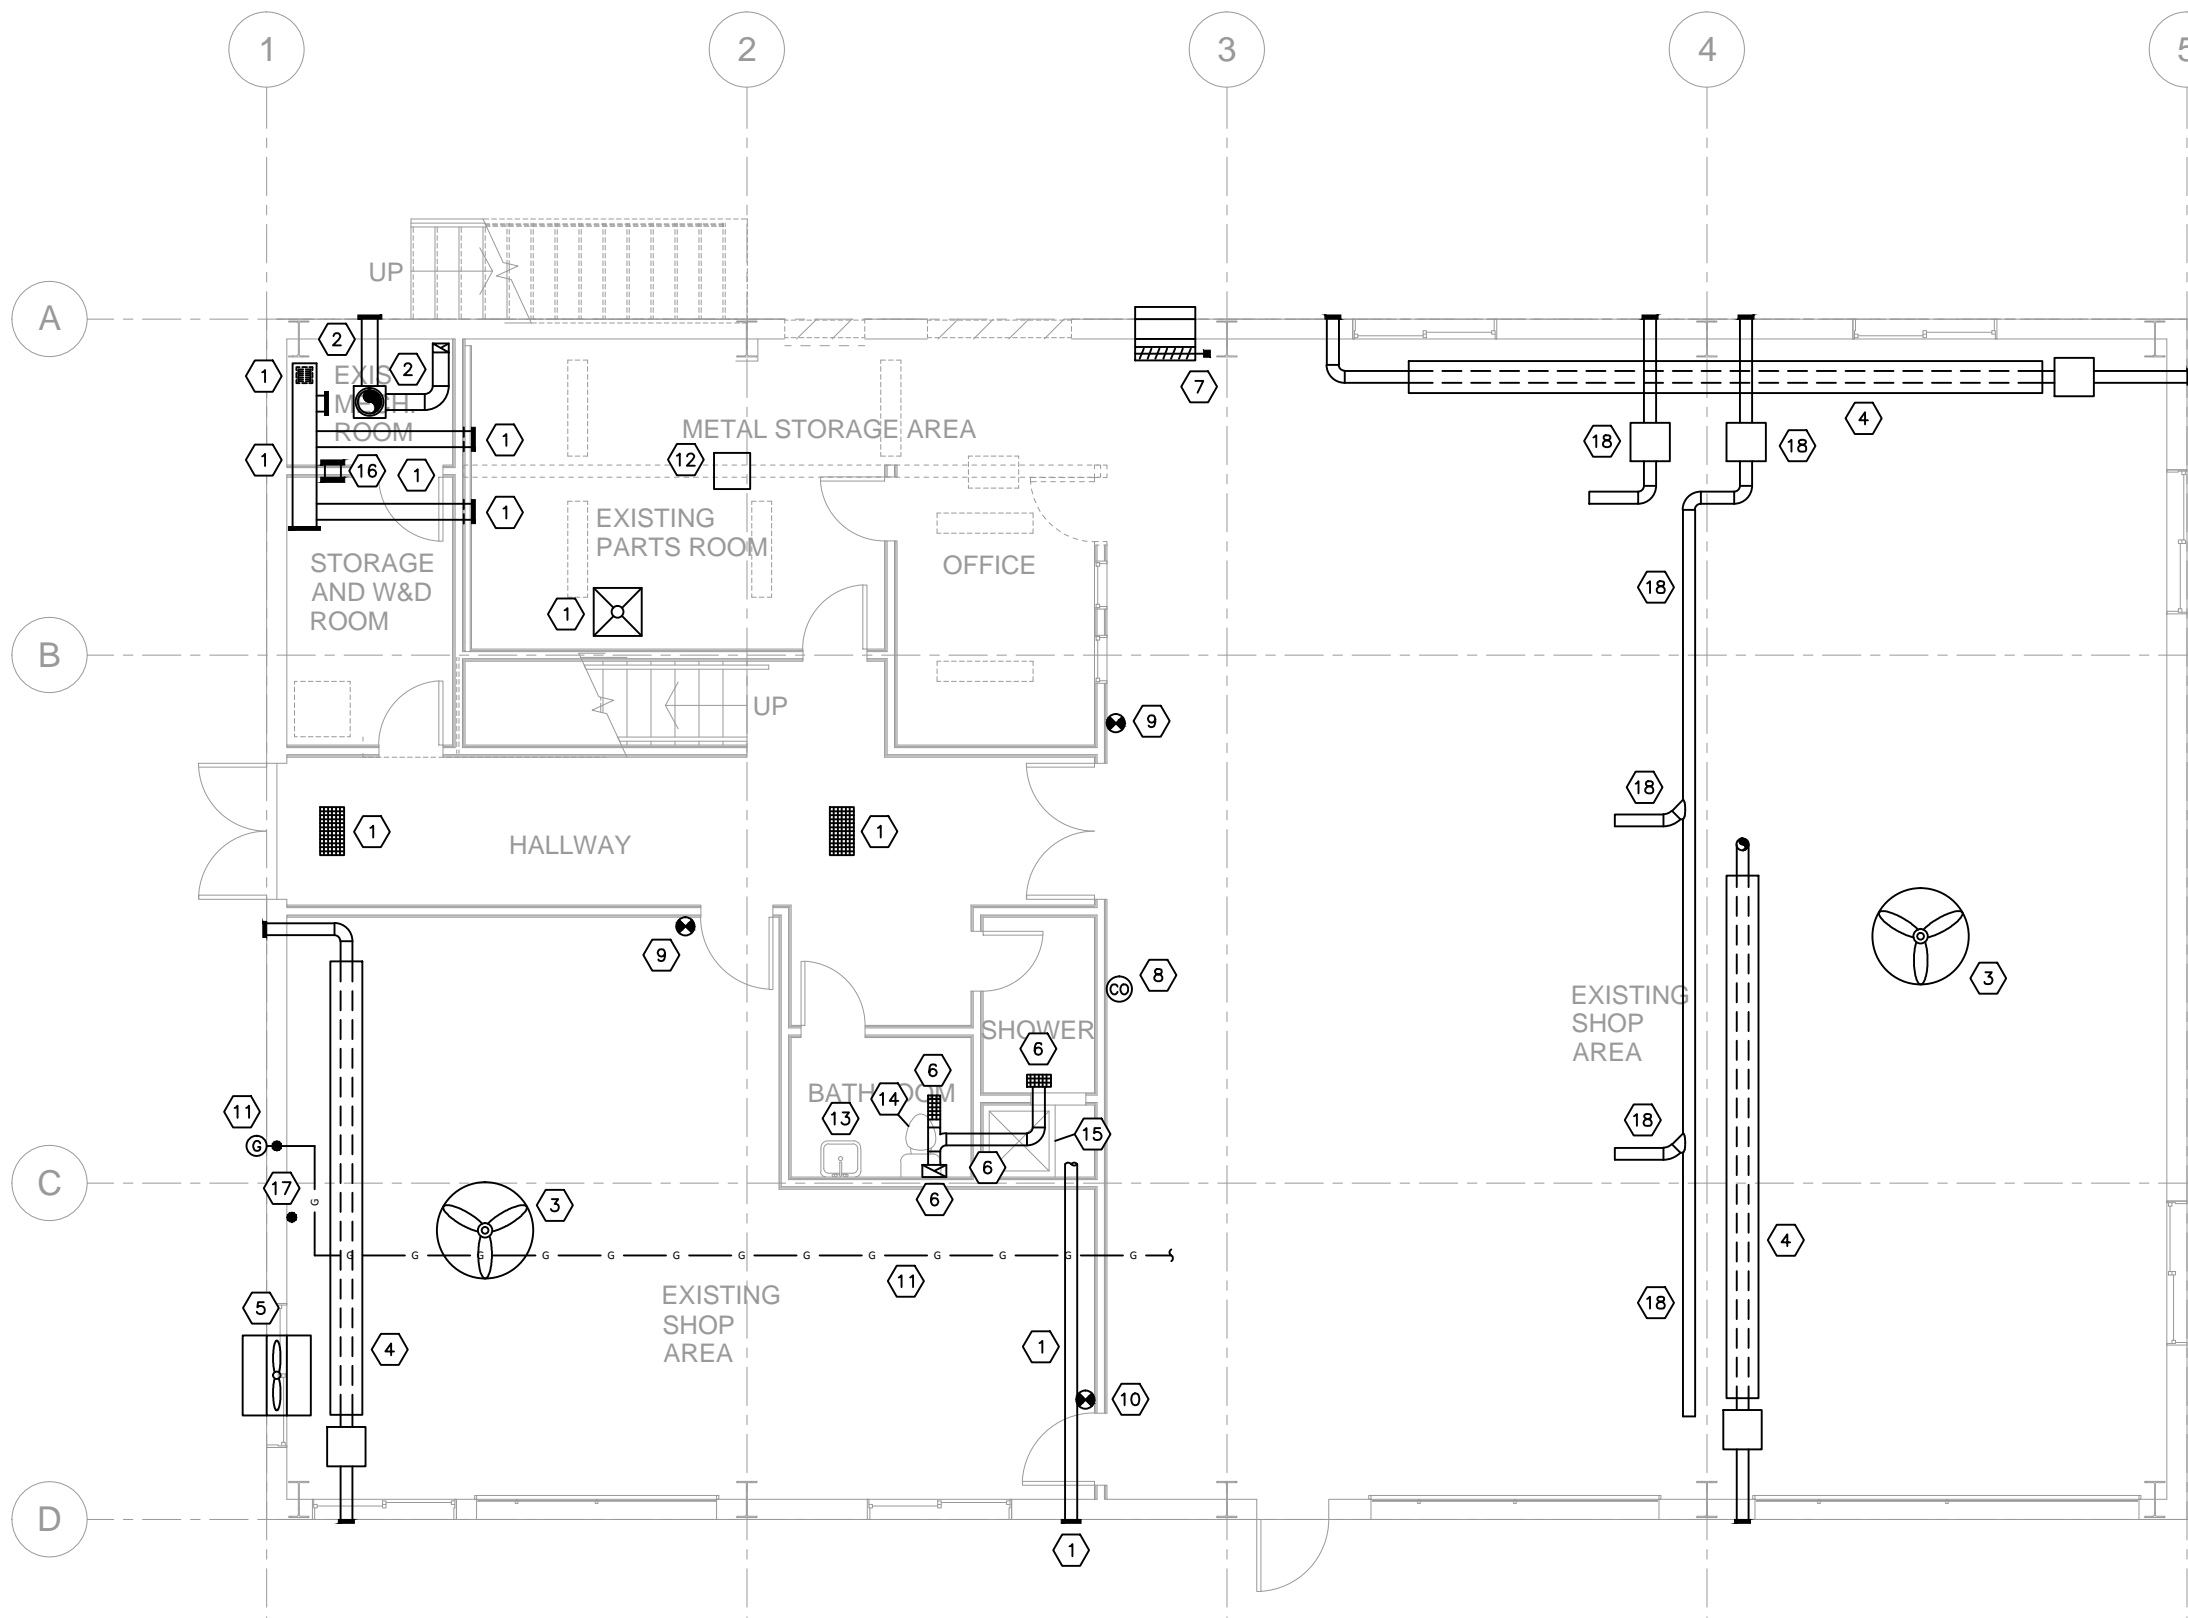 1
2
3
4
5
A
UP
2
2
1
EXIS
MECH.
ROOM
7
4
METAL STORAGE AREA
1
18
18
1
12
16
1
1
EXISTING
PARTS ROOM
STORAGE
AND W&D
ROOM
OFFICE
18
1
B
UP
9
18
1
1
HALLWAY
9
8
CO
3
EXISTING
SHOP
AREA
SHOWER
6
6
BATHROOM
14
13
11
15
18
G
6
C
17
6
3
G
G G G G G G G G G G G G G
11
4
5
EXISTING
SHOP
AREA
18
4
1
10
D
1